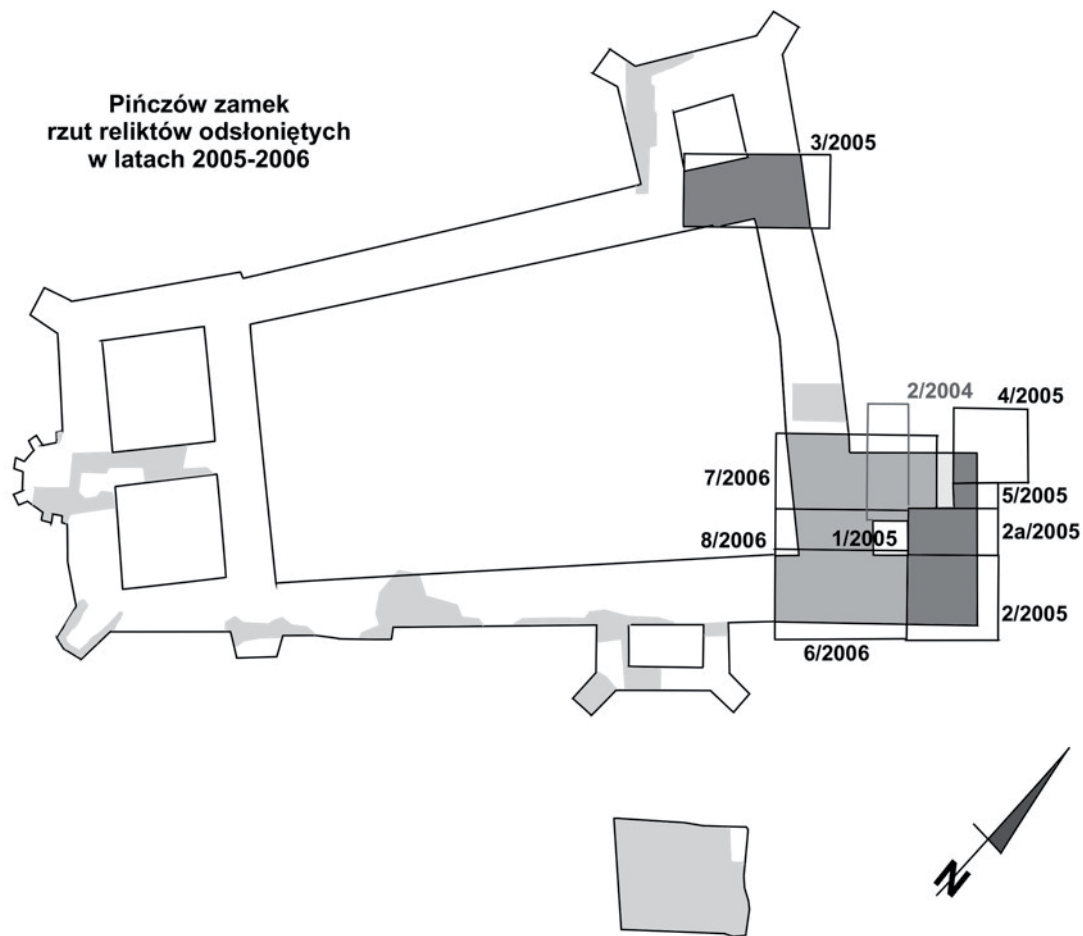 Pińczów zamek
rzut reliktów odsłoniętych
w latach 2005-2006
3/2005
2/2004
4/2005
7/2006
5/2005
8/2006
1/2005
2a/2005
2/2005
6/2006
N